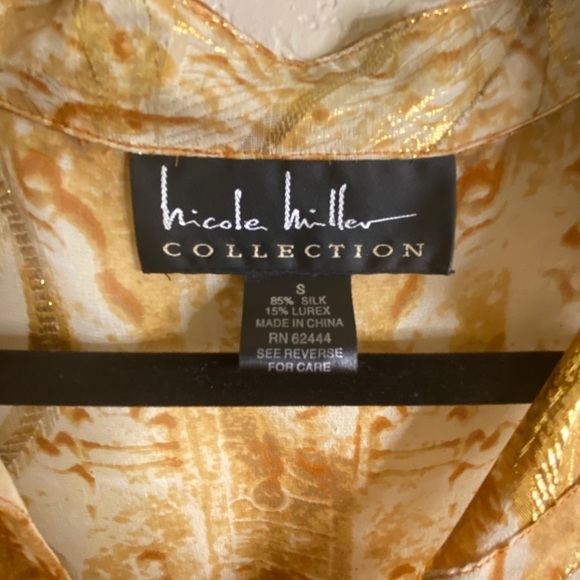 nicole miller
COLLECTION
S
85% SILK
15% LUREX
MADE IN CHINA
RN 62444
SEE REVERSE
FOR CARE